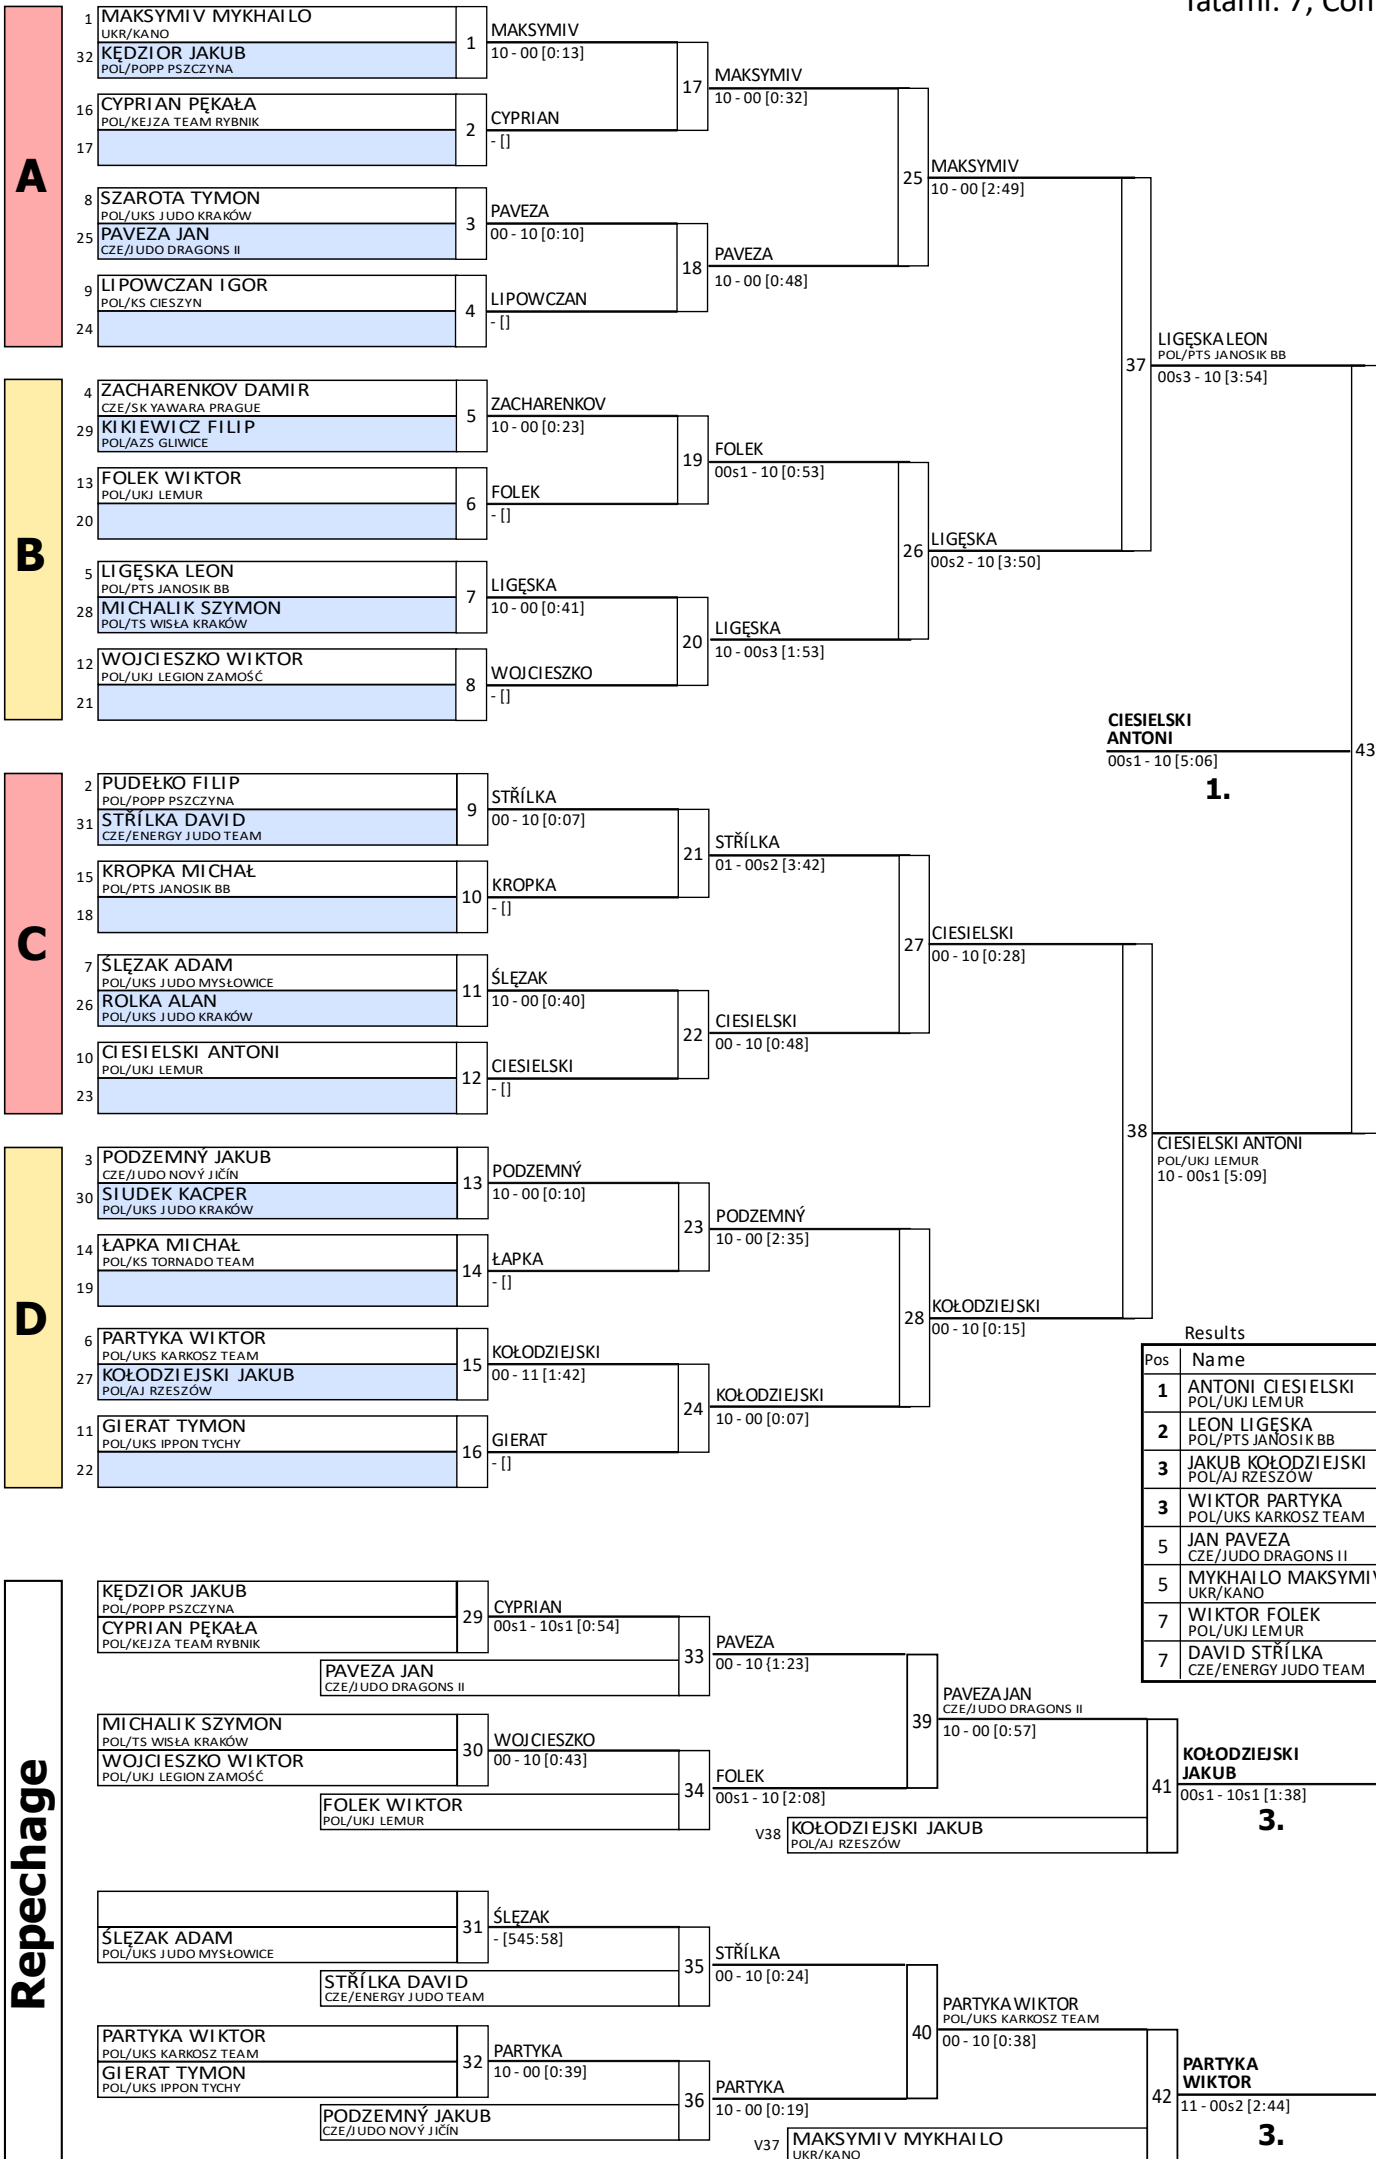 Tatami: 7, Con
A
1 MAKSYMIV MYKHAILO
UKR/KANO
32 KĘDZIOR JAKUB
POL/POPP PSZCZYNA
1
MAKSYMIV
10 - 00 [0:13]
16 CYPRIAN PĘKAŁA
POL/KEJZA TEAM RYBNIK
17
2
CYPRIAN
- []
17
MAKSYMIV
10 - 00 [0:32]
8 SZAROTA TYMON
POL/UKS JUDO KRAKÓW
25 PAVEZA JAN
CZE/JUDO DRAGONS II
3
PAVEZA
00 - 10 [0:10]
9 LIPOWCZAN IGOR
POL/KS CIESZYN
24
4
LIPOWCZAN
- []
18
PAVEZA
10 - 00 [0:48]
25
MAKSYMIV
10 - 00 [2:49]
B
4 ZACHARENKOV DAMIR
CZE/SK YAWARA PRAGUE
29 KIKIEWICZ FILIP
POL/AZS GLIWICE
5
ZACHARENKOV
10 - 00 [0:23]
13 FOLEK WIKTOR
POL/UKJ LEMUR
20
6
FOLEK
- []
19
FOLEK
00s1 - 10 [0:53]
5 LIGĘSKA LEON
POL/PTS JANOSIK BB
28 MICHALIK SZYMON
POL/TS WISŁA KRAKÓW
7
LIGĘSKA
10 - 00 [0:41]
12 WOJCIESZKO WIKTOR
POL/UKJ LEGION ZAMOŚĆ
21
8
WOJCIESZKO
- []
20
LIGĘSKA
10 - 00s3 [1:53]
26
LIGĘSKA
00s2 - 10 [3:50]
37
LIGĘSKA LEON
POL/PTS JANOSIK BB
00s3 - 10 [3:54]
CIESIELSKI
ANTONI
00s1 - 10 [5:06]
1.
43
C
2 PUDEŁKO FILIP
POL/POPP PSZCZYNA
31 STŘÍLKA DAVID
CZE/ENERGY JUDO TEAM
9
STŘÍLKA
00 - 10 [0:07]
15 KROPKA MICHAŁ
POL/PTS JANOSIK BB
18
10
KROPKA
- []
21
STŘÍLKA
01 - 00s2 [3:42]
7 ŚLĘZAK ADAM
POL/UKS JUDO MYSŁOWICE
26 ROLKA ALAN
POL/UKS JUDO KRAKÓW
11
ŚLĘZAK
10 - 00 [0:40]
10 CIESIELSKI ANTONI
POL/UKJ LEMUR
23
12
CIESIELSKI
- []
22
CIESIELSKI
00 - 10 [0:48]
27
CIESIELSKI
00 - 10 [0:28]
D
3 PODZEMNÝ JAKUB
CZE/JUDO NOVÝ JIČÍN
30 SIUDEK KACPER
POL/UKS JUDO KRAKÓW
13
PODZEMNÝ
10 - 00 [0:10]
14 ŁAPKA MICHAŁ
POL/KS TORNADO TEAM
19
14
ŁAPKA
- []
23
PODZEMNÝ
10 - 00 [2:35]
6 PARTYKA WIKTOR
POL/UKS KARKOSZ TEAM
27 KOŁODZIEJSKI JAKUB
POL/AJ RZESZÓW
15
KOŁODZIEJSKI
00 - 11 [1:42]
11 GIERAT TYMON
POL/UKS IPPON TYCHY
22
16
GIERAT
- []
24
KOŁODZIEJSKI
10 - 00 [0:07]
28
KOŁODZIEJSKI
00 - 10 [0:15]
38
CIESIELSKI ANTONI
POL/UKJ LEMUR
10 - 00s1 [5:09]
Results
Pos Name
1 ANTONI CIESIELSKI
POL/UKJ LEMUR
2 LEON LIGĘSKA
POL/PTS JANOSIK BB
3 JAKUB KOŁODZIEJSKI
POL/AJ RZESZÓW
3 WIKTOR PARTYKA
POL/UKS KARKOSZ TEAM
5 JAN PAVEZA
CZE/JUDO DRAGONS II
5 MYKHAILO MAKSYMIV
UKR/KANO
7 WIKTOR FOLEK
POL/UKJ LEMUR
7 DAVID STŘÍLKA
CZE/ENERGY JUDO TEAM
Repechage
KĘDZIOR JAKUB
POL/POPP PSZCZYNA
CYPRIAN PĘKAŁA
POL/KEJZA TEAM RYBNIK
29
CYPRIAN
00s1 - 10s1 [0:54]
PAVEZA JAN
CZE/JUDO DRAGONS II
33
PAVEZA
00 - 10 {1:23]
MICHALIK SZYMON
POL/TS WISŁA KRAKÓW
WOJCIESZKO WIKTOR
POL/UKJ LEGION ZAMOŚĆ
30
WOJCIESZKO
00 - 10 [0:43]
FOLEK WIKTOR
POL/UKJ LEMUR
34
FOLEK
00s1 - 10 [2:08]
39
PAVEZA JAN
CZE/JUDO DRAGONS II
10 - 00 [0:57]
V38 KOŁODZIEJSKI JAKUB
POL/AJ RZESZÓW
41
KOŁODZIEJSKI
JAKUB
00s1 - 10s1 [1:38]
3.
ŚLĘZAK ADAM
POL/UKS JUDO MYSŁOWICE
31
ŚLĘZAK
- [545:58]
STŘÍLKA DAVID
CZE/ENERGY JUDO TEAM
35
STŘÍLKA
00 - 10 [0:24]
PARTYKA WIKTOR
POL/UKS KARKOSZ TEAM
GIERAT TYMON
POL/UKS IPPON TYCHY
32
PARTYKA
10 - 00 [0:39]
PODZEMNÝ JAKUB
CZE/JUDO NOVÝ JIČÍN
36
PARTYKA
10 - 00 [0:19]
40
PARTYKA WIKTOR
POL/UKS KARKOSZ TEAM
00 - 10 [0:38]
V37 MAKSYMIV MYKHAILO
UKR/KANO
42
PARTYKA
WIKTOR
11 - 00s2 [2:44]
3.